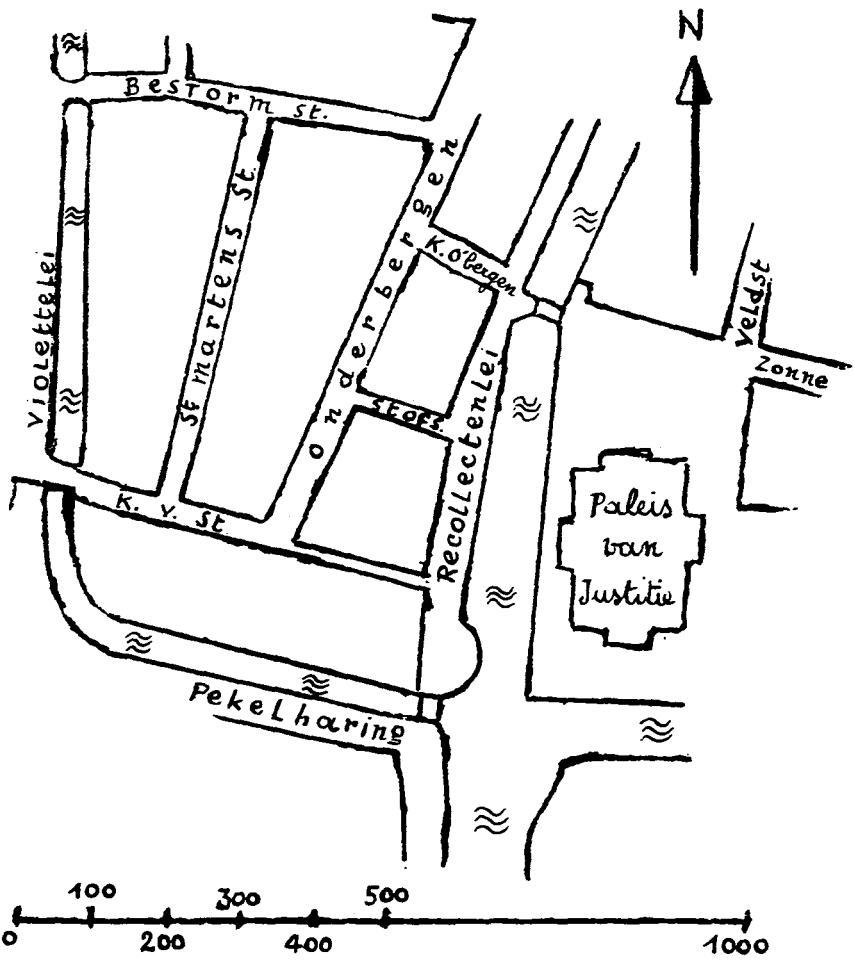 N
Bestorm st.
Violettelei
St martens St.
onderbergen
K. O'bergen
Stofs.
Recollectenlei
K. v. St
Veldst
Zonne
Paleis
van
Justitie
Pekelharing
0 100 200 300 400 500 1000